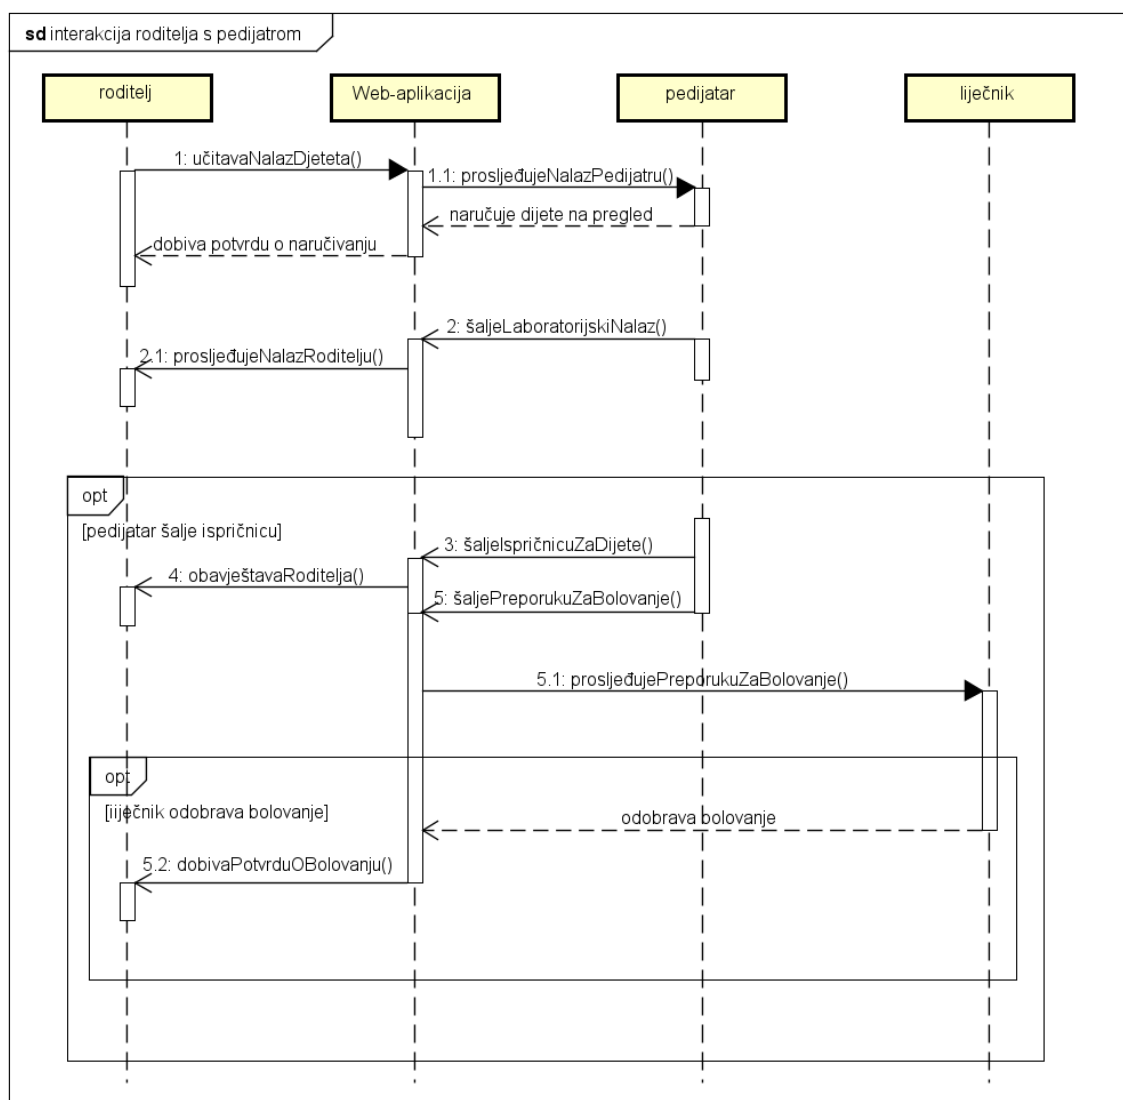 sd interakcija roditelja s pedijatrom
roditelj
Web-aplikacija
pedijatar
liječnik
1: učitavaNalazDjeteta()
1.1: prosljeđujeNalazPedijatru()
naručuje dijete na pregled
dobiva potvrdu o naručivanju
2: šaljeLaboratorijskiNalaz()
2.1: prosljeđujeNalazRoditelju()
opt
[pedijatar šalje ispričnicu]
3: šaljeIspričnicuZaDijete()
4: obavještavaRoditelja()
5: šaljePreporukuZaBolovanje()
5.1: prosljeđujePreporukuZaBolovanje()
opt
[iiječnik odobrava bolovanje]
odobrava bolovanje
5.2: dobivaPotvrduOBolovanju()